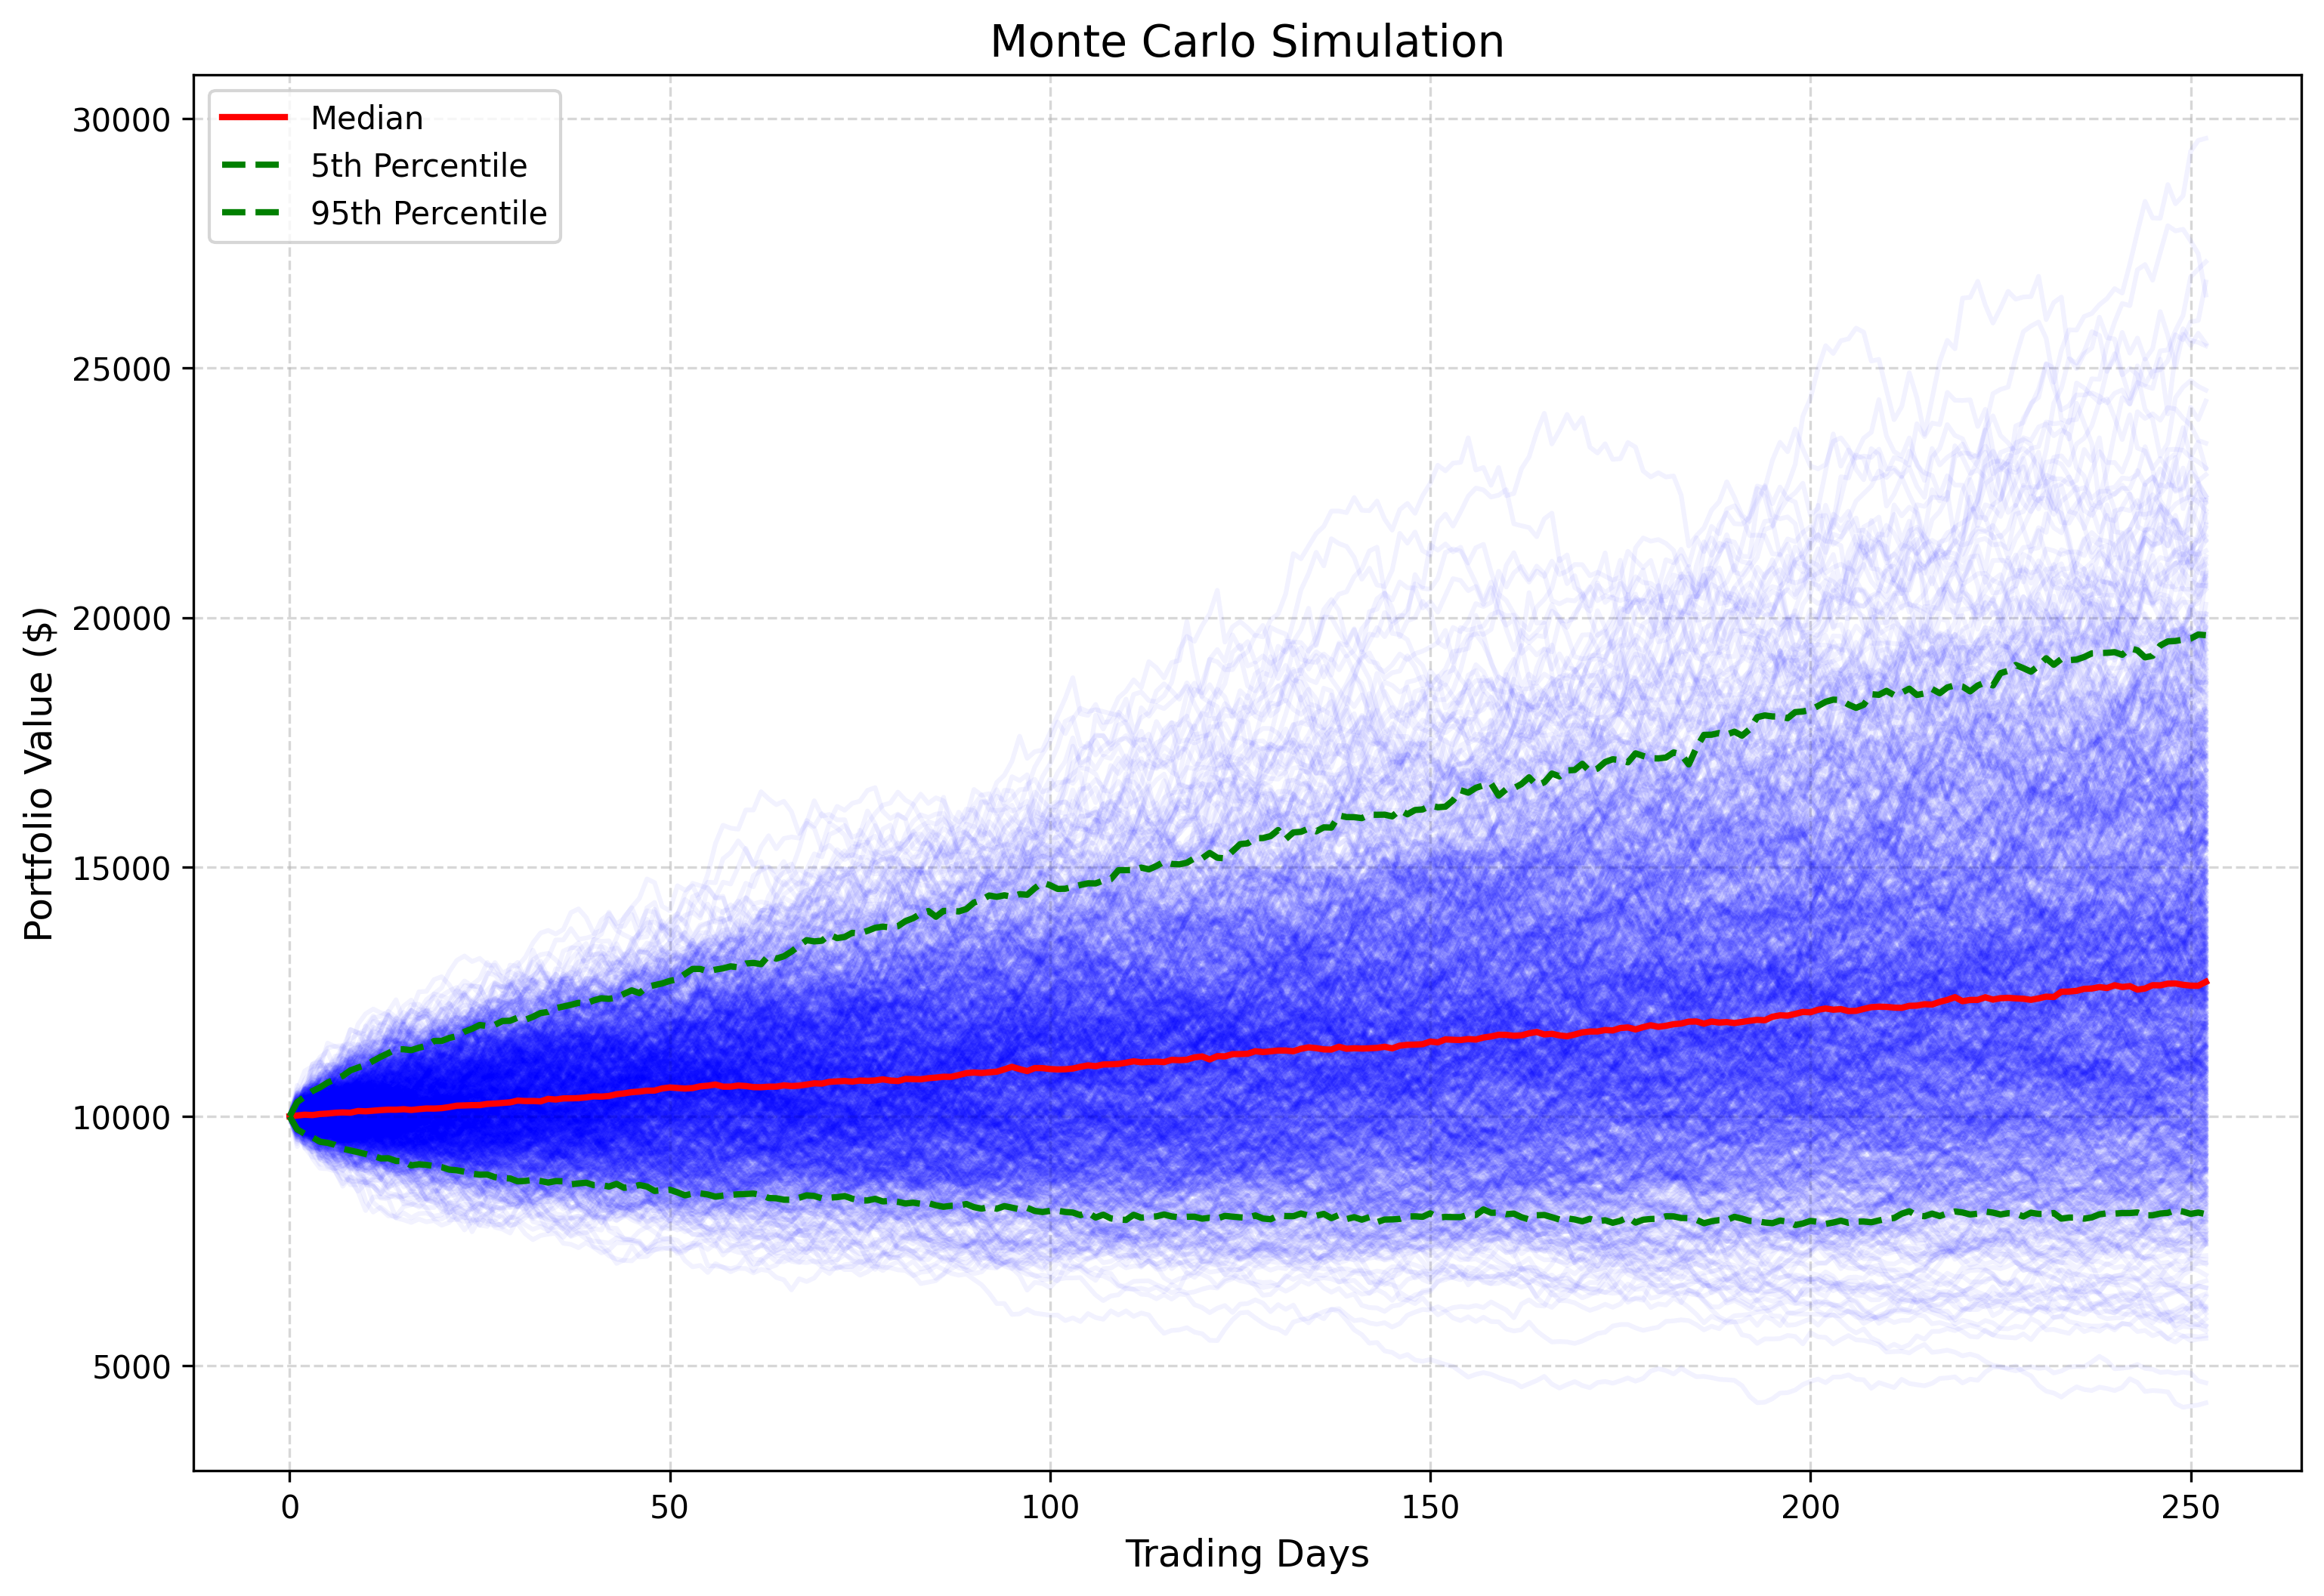 Monte Carlo Simulation
Median
5th Percentile
95th Percentile
Portfolio Value ($)
30000
25000
20000
15000
10000
5000
0
50
100
150
200
250
Trading Days